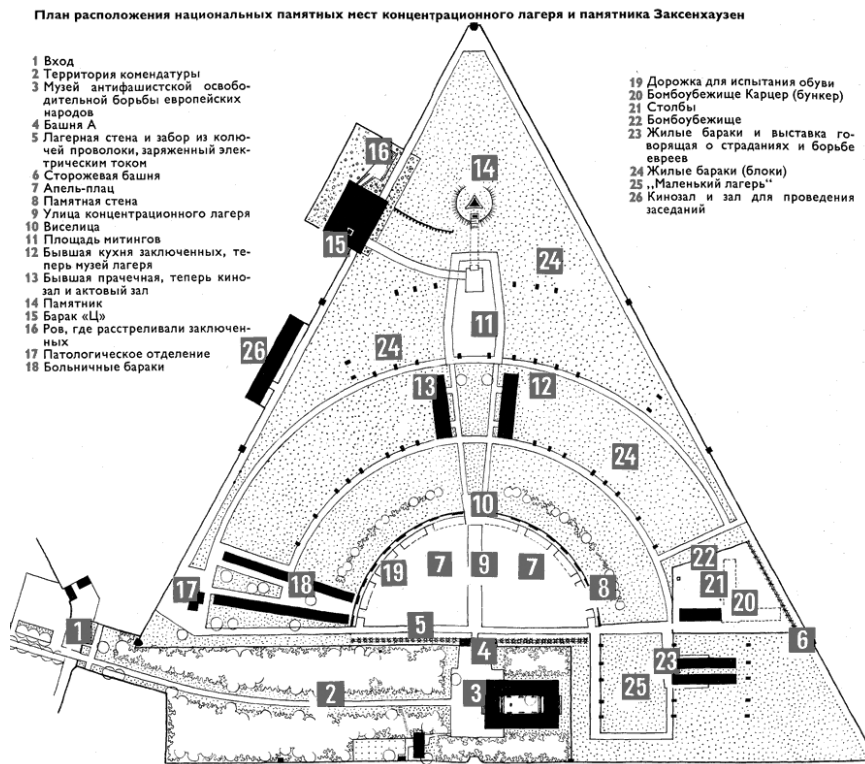 План расположения национальных памятных мест концентрационного лагеря и памятника Заксенхаузен
1 Вход
2 Территория комендатуры
3 Музей антифашистской освобо-
дительной борьбы европейских
народов
4 Башня А
5 Лагерная стена и забор из колю-
чей проволоки, заряженный элек-
трическим током
6 Сторожевая башня
7 Апель-плац
8 Памятная стена
9 Улица концентрационного лагеря
10 Виселица
11 Площадь митингов
12 Бывшая кухня заключенных, те-
перь музей лагеря
13 Бывшая прачечная, теперь кино-
зал и актовый зал
14 Памятник
15 Барак «Ц»
16 Ров, где расстреливали заключен-
ных
17 Патологическое отделение
18 Больничные бараки
19 Дорожка для испытания обуви
20 Бомбоубежище Карцер (бункер)
21 Столбы
22 Бомбоубежище
23 Жилые бараки и выставка го-
ворящая о страданиях и борьбе
евреев
24 Жилые бараки (блоки)
25 „Маленький лагерь"
26 Кинозал и зал для проведения
заседаний
16
14
15
24
11
26
24
13
12
24
10
22
18
19
7
9
7
8
21
17
20
1
5
4
6
23
2
3
25